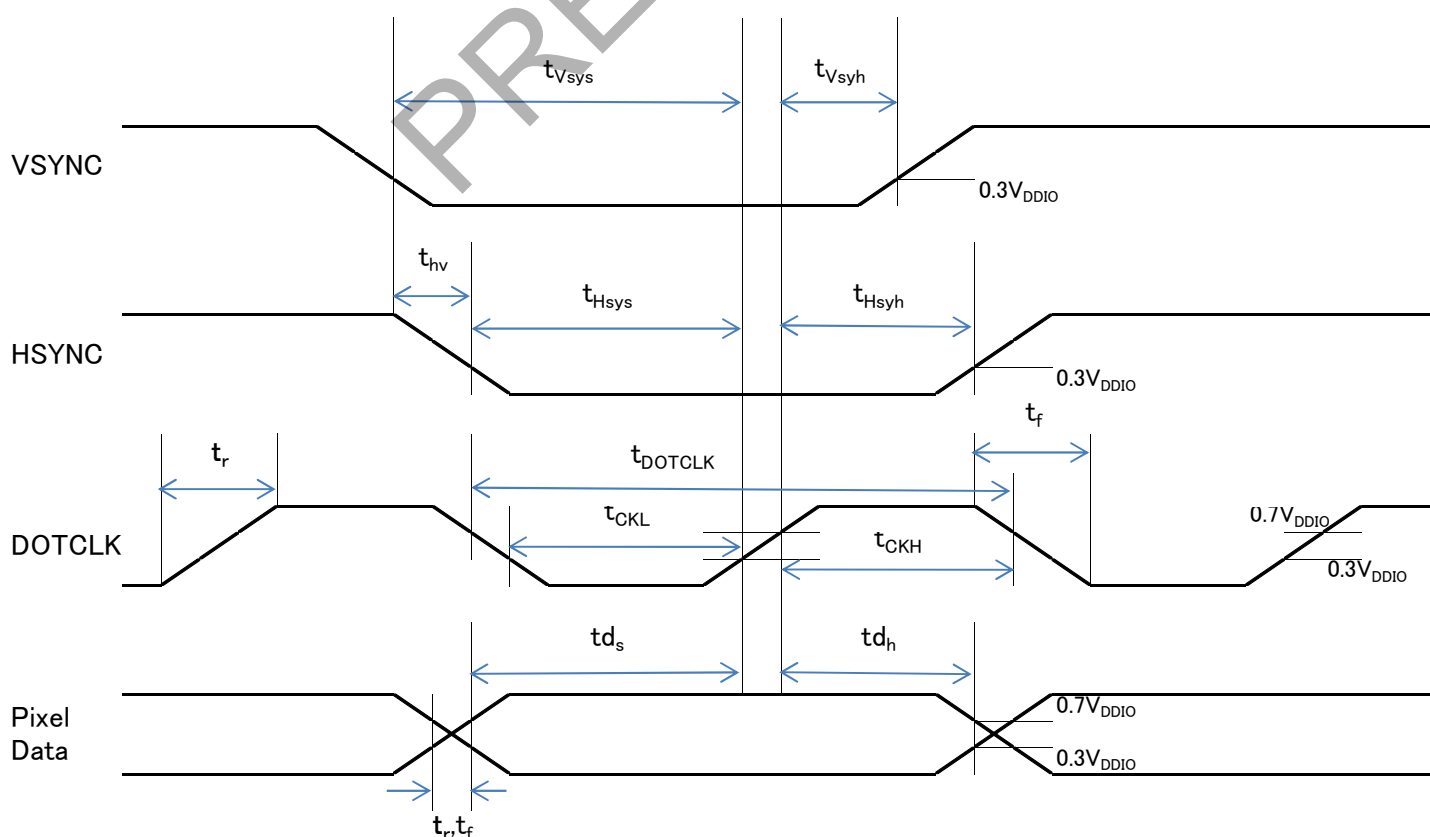 PRE
tVsys
tVsyh
VSYNC
0.3VDDIO
thv
tHsys
tHsyh
HSYNC
0.3VDDIO
tf
tr
tDOTCLK
tCKL
0.7VDDIO
DOTCLK
tCKH
0.3VDDIO
tds
tdh
Pixel
Data
0.7VDDIO
0.3VDDIO
tr,tf